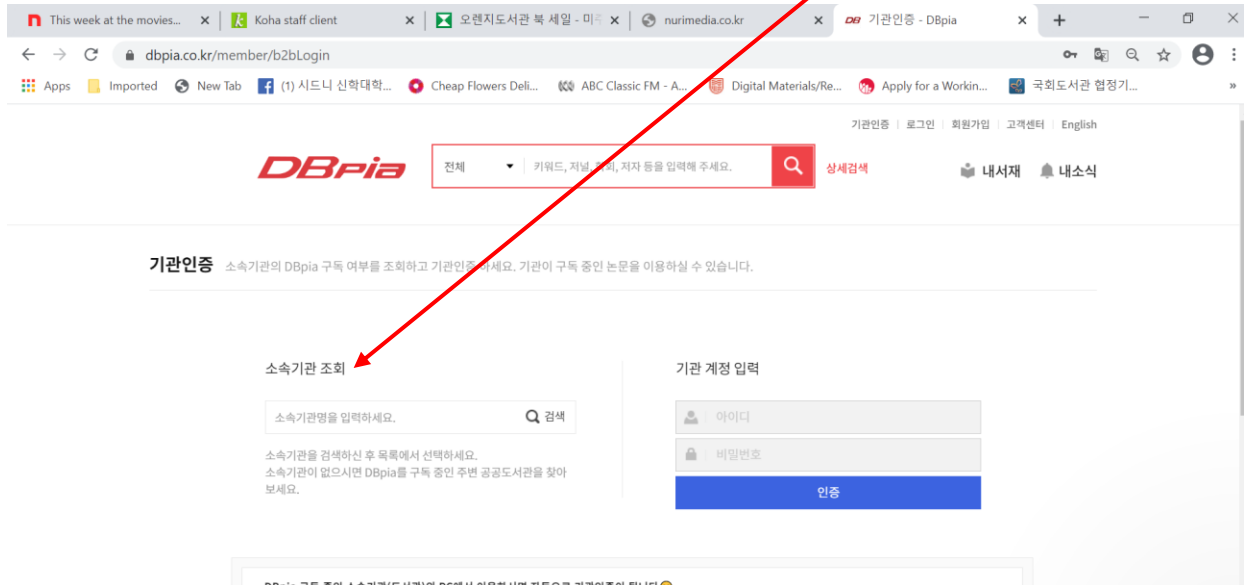 This week at the movies...
Koha staff client
오렌지도서관 북 세일 - 미주
nurimedia.co.kr
DB 기관인증 - DBpia
dbpia.co.kr/member/b2bLogin
Apps Imported New Tab (1) 시드니 신학대학... Cheap Flowers Deli... ABC Classic FM - A... Digital Materials/Re... Apply for a Workin... 국회도서관 협정기... »
기관인증 로그인 회원가입 고객센터 English
DBpia 전체 키워드, 저널, 저자 등을 입력해 주세요. 상세검색 내서재 내소식
기관인증 소속기관의 DBpia 구독 여부를 조회하고 기관인증 하세요. 기관이 구독 중인 논문을 이용하실 수 있습니다.
소속기관 조회
소속기관명을 입력하세요. 검색
소속기관을 검색하신 후 목록에서 선택하세요.
소속기관이 없으시면 DBpia를 구독 중인 주변 공공도서관을 찾아
보세요.
기관 계정 입력
아이디
비밀번호
인증